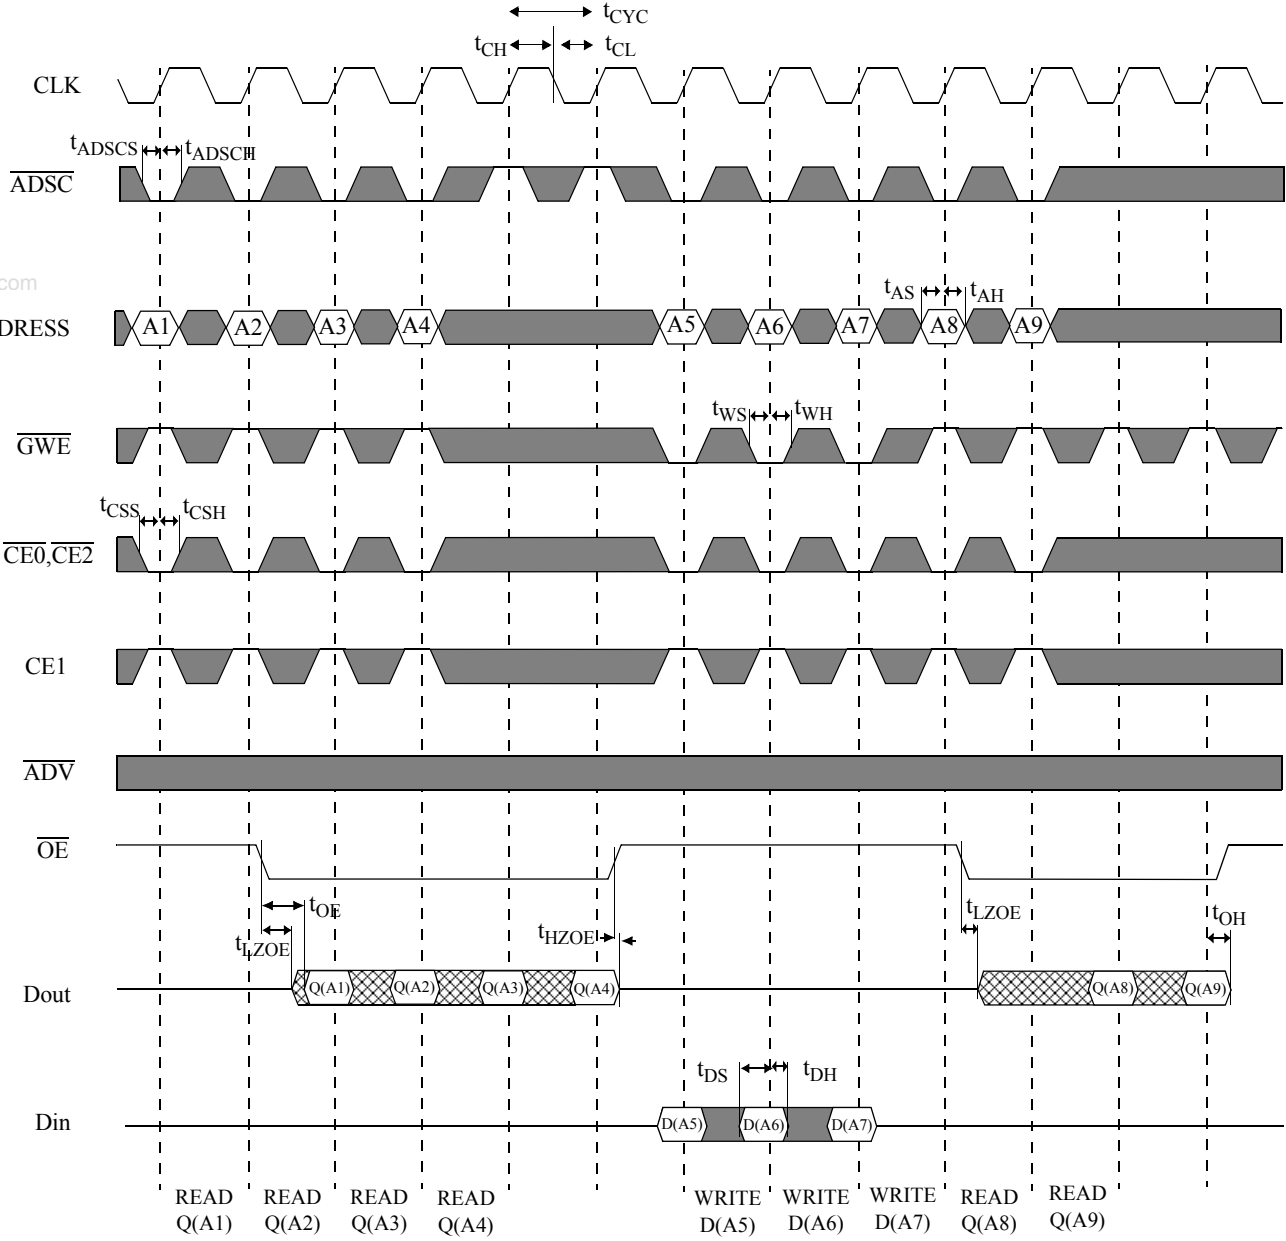 tCYC
tCH
tCL
CLK
tADSCS
tADSCH
ADSC
com
tAS
tAH
DRESS
A1
A2
A3
A4
A5
A6
A7
A8
A9
tWS
tWH
GWE
tCSS
tCSH
CE0,CE2
CE1
ADV
OE
tOE
tLZOE
tHZOE
tLZOE
tOH
Dout
Q(A1)
Q(A2)
Q(A3)
Q(A4)
Q(A8)
Q(A9)
tDS
tDH
Din
D(A5)
D(A6)
D(A7)
READ
Q(A1)
READ
Q(A2)
READ
Q(A3)
READ
Q(A4)
WRITE
D(A5)
WRITE
D(A6)
WRITE
D(A7)
READ
Q(A8)
READ
Q(A9)